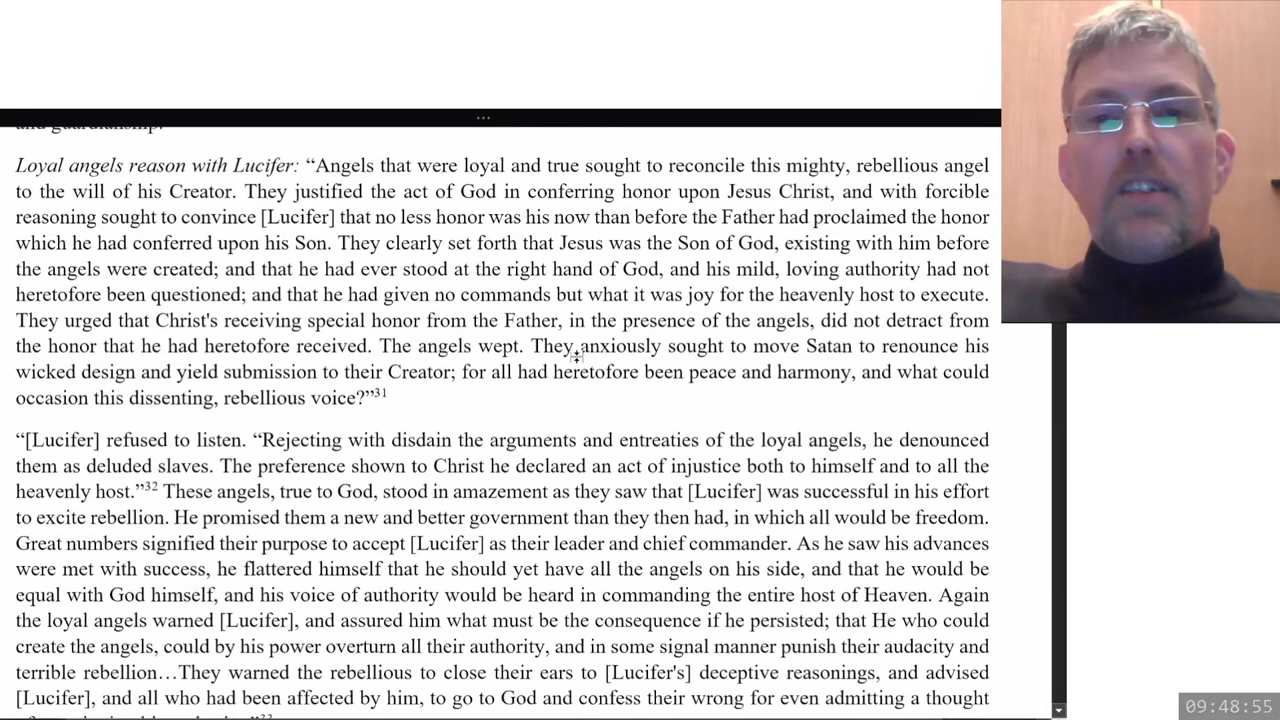 and guardianship.
Loyal angels reason with Lucifer: “Angels that were loyal and true sought to reconcile this mighty, rebellious angel
to the will of his Creator. They justified the act of God in conferring honor upon Jesus Christ, and with forcible
reasoning sought to convince [Lucifer] that no less honor was his now than before the Father had proclaimed the honor
which he had conferred upon his Son. They clearly set forth that Jesus was the Son of God, existing with him before
the angels were created; and that he had ever stood at the right hand of God, and his mild, loving authority had not
heretofore been questioned; and that he had given no commands but what it was joy for the heavenly host to execute.
They urged that Christ's receiving special honor from the Father, in the presence of the angels, did not detract from
the honor that he had heretofore received. The angels wept. They anxiously sought to move Satan to renounce his
wicked design and yield submission to their Creator; for all had heretofore been peace and harmony, and what could
occasion this dissenting, rebellious voice?”31
“[Lucifer] refused to listen. “Rejecting with disdain the arguments and entreaties of the loyal angels, he denounced
them as deluded slaves. The preference shown to Christ he declared an act of injustice both to himself and to all the
heavenly host.”32 These angels, true to God, stood in amazement as they saw that [Lucifer] was successful in his effort
to excite rebellion. He promised them a new and better government than they then had, in which all would be freedom.
Great numbers signified their purpose to accept [Lucifer] as their leader and chief commander. As he saw his advances
were met with success, he flattered himself that he should yet have all the angels on his side, and that he would be
equal with God himself, and his voice of authority would be heard in commanding the entire host of Heaven. Again
the loyal angels warned [Lucifer], and assured him what must be the consequence if he persisted; that He who could
create the angels, could by his power overturn all their authority, and in some signal manner punish their audacity and
terrible rebellion…They warned the rebellious to close their ears to [Lucifer's] deceptive reasonings, and advised
[Lucifer], and all who had been affected by him, to go to God and confess their wrong for even admitting a thought
09:48:55